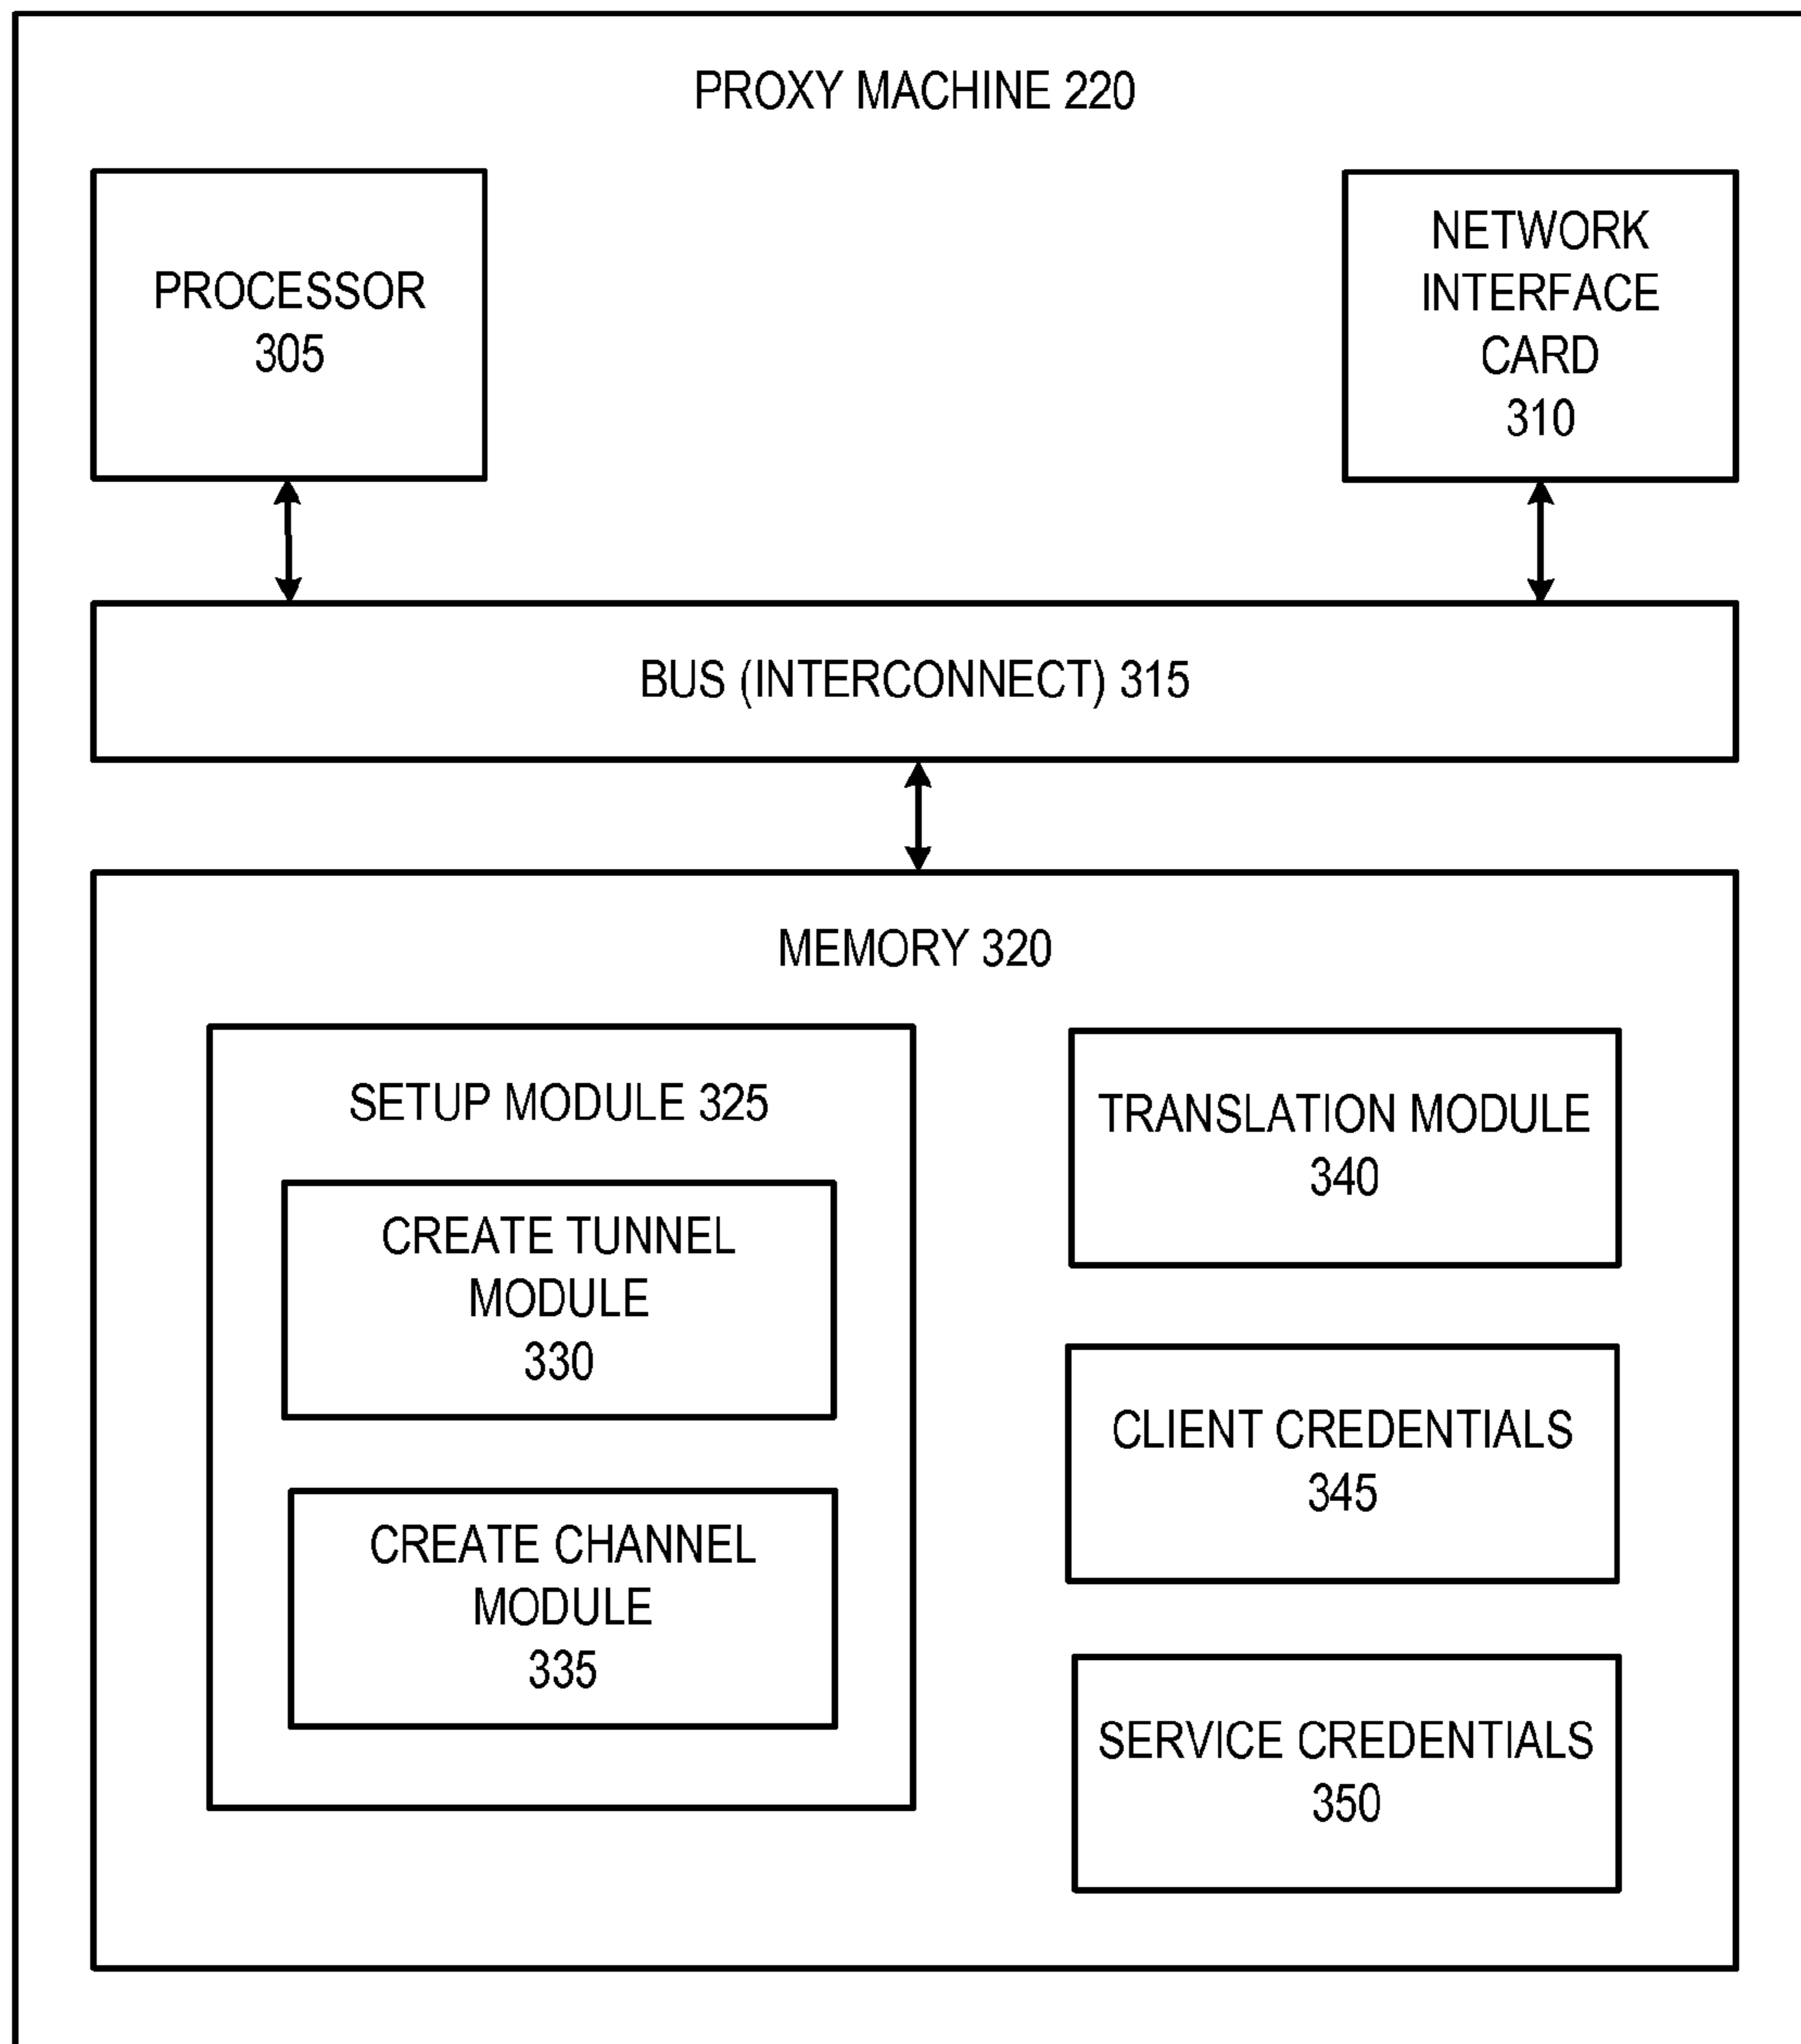 PROXY MACHINE 220
PROCESSOR
305
NETWORK
INTERFACE
CARD
310
BUS (INTERCONNECT) 315
MEMORY 320
SETUP MODULE 325
CREATE TUNNEL
MODULE
330
CREATE CHANNEL
MODULE
335
TRANSLATION MODULE
340
CLIENT CREDENTIALS
345
SERVICE CREDENTIALS
350